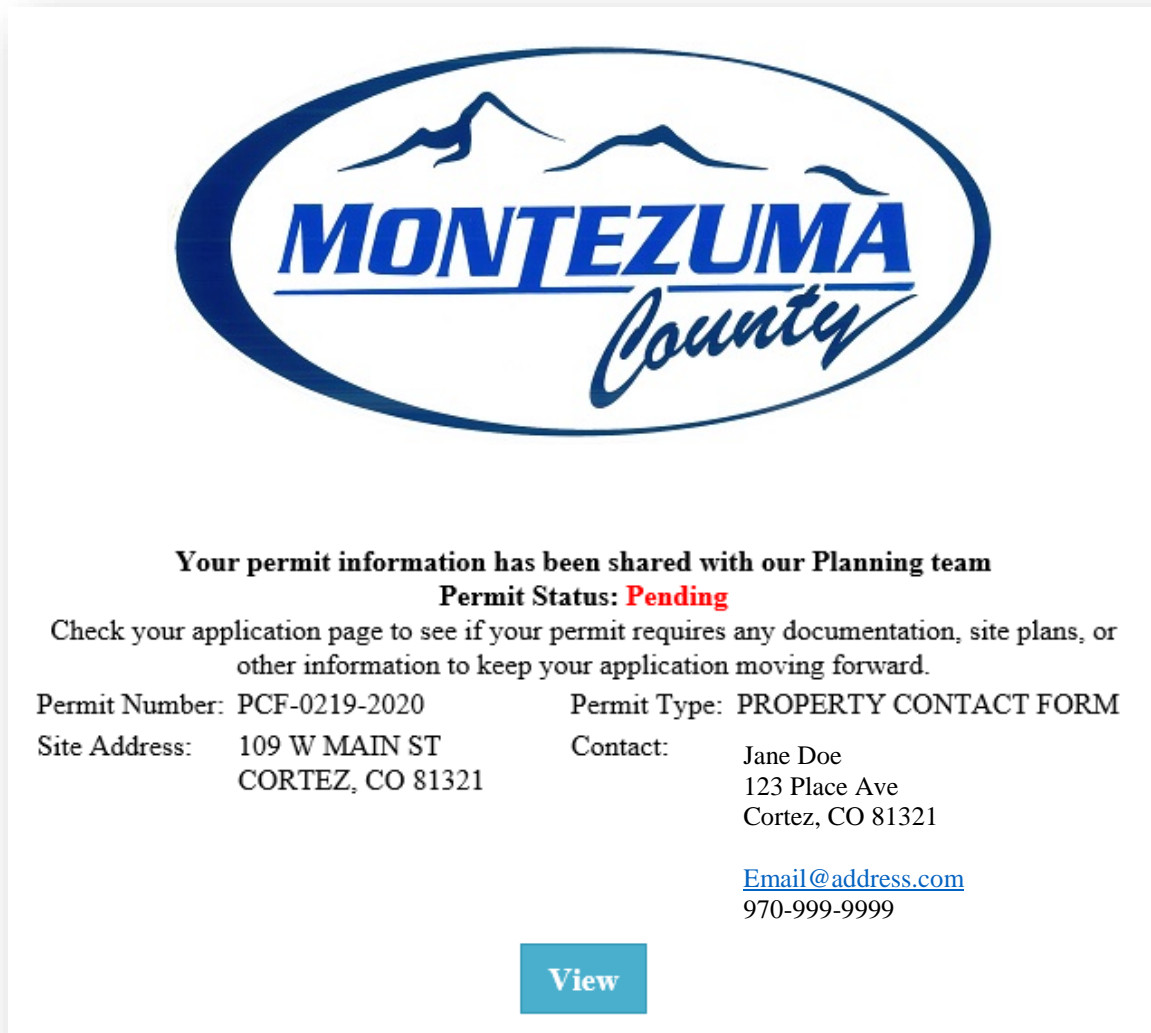 MONTEZUMA
County
Your permit information has been shared with our Planning team
Permit Status: Pending
Check your application page to see if your permit requires any documentation, site plans, or
other information to keep your application moving forward.
Permit Number: PCF-0219-2020 Permit Type: PROPERTY CONTACT FORM
Site Address: 109 W MAIN ST
CORTEZ, CO 81321
Contact: Jane Doe
123 Place Ave
Cortez, CO 81321
Email@address.com
970-999-9999
View